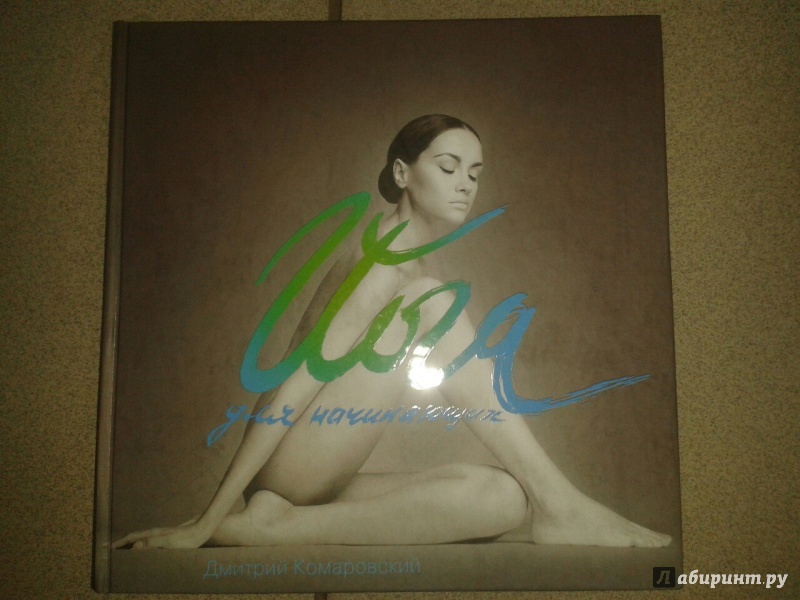 Йога
для начинающих
Дмитрий Комаровский
Лабиринт.ру